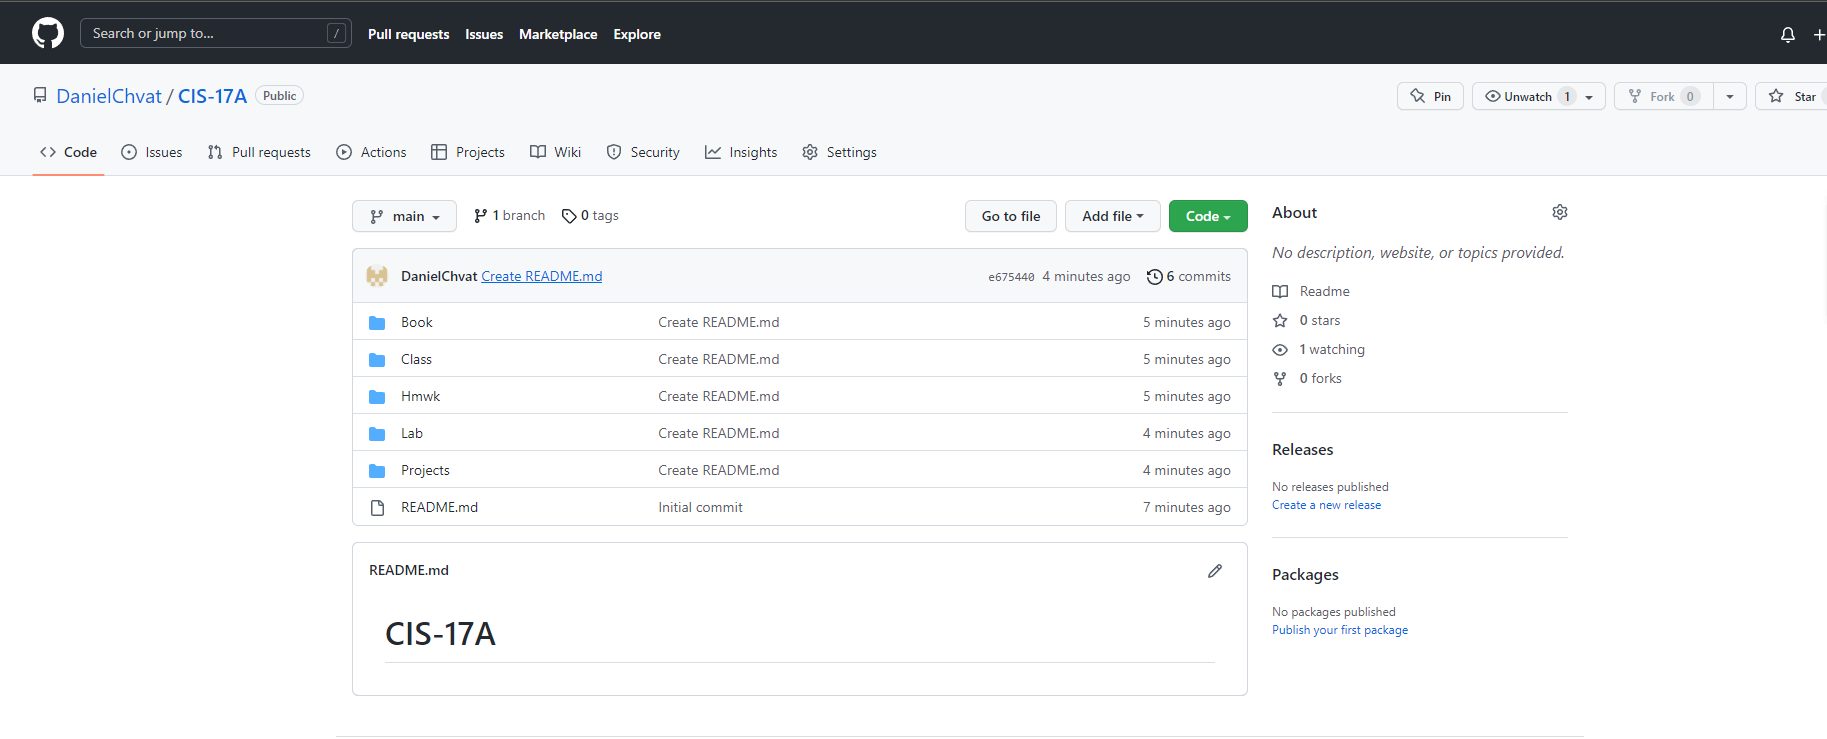 Search or jump to... / Pull requests Issues Marketplace Explore
DanielChvat / CIS-17A Public Pin Unwatch 1 Fork 0 Star
Code Issues Pull requests Actions Projects Wiki Security Insights Settings
main 1 branch 0 tags Go to file Add file Code
DanielChvat Create README.md e675440 4 minutes ago 6 commits
Book Create README.md 5 minutes ago
Class Create README.md 5 minutes ago
Hmwk Create README.md 5 minutes ago
Lab Create README.md 4 minutes ago
Projects Create README.md 4 minutes ago
README.md Initial commit 7 minutes ago
README.md
CIS-17A
About
No description, website, or topics provided.
Readme
0 stars
1 watching
0 forks
Releases
No releases published
Create a new release
Packages
No packages published
Publish your first package